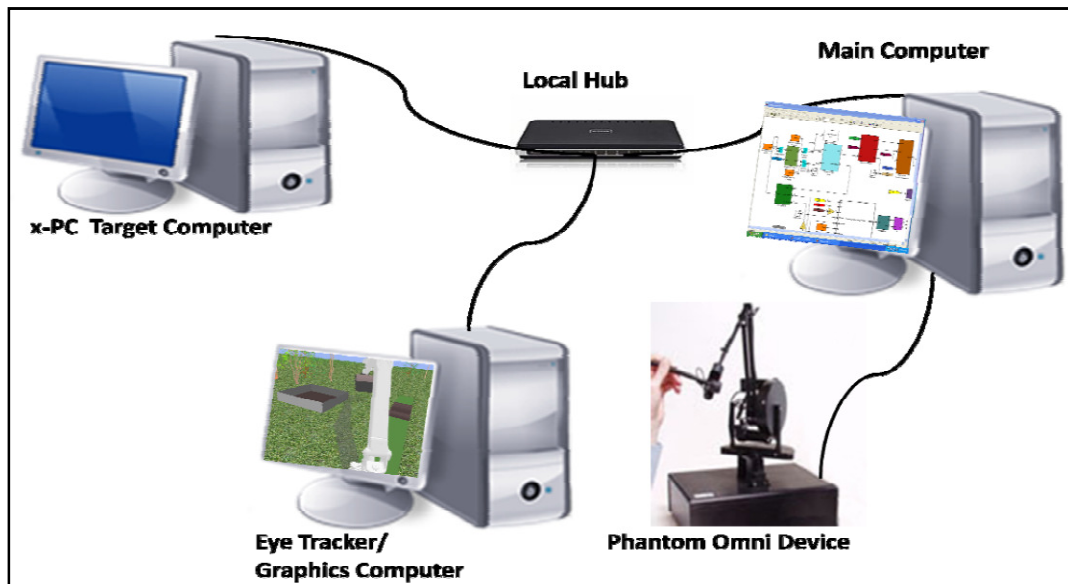 Main Computer
Local Hub
x-PC  Target Computer
Eye Tracker/
Graphics Computer
Phantom Omni Device